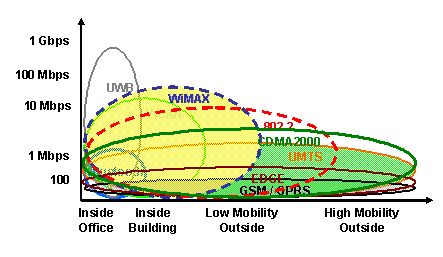 1 Gbps
100 Mbps
UWB
WiMAX
10 Mbps
802.2
CDMA2000
1 Mbps
UMTS
EDGE
100
GSM / GPRS
Inside Office
Inside Building
Low Mobility Outside
High Mobility Outside